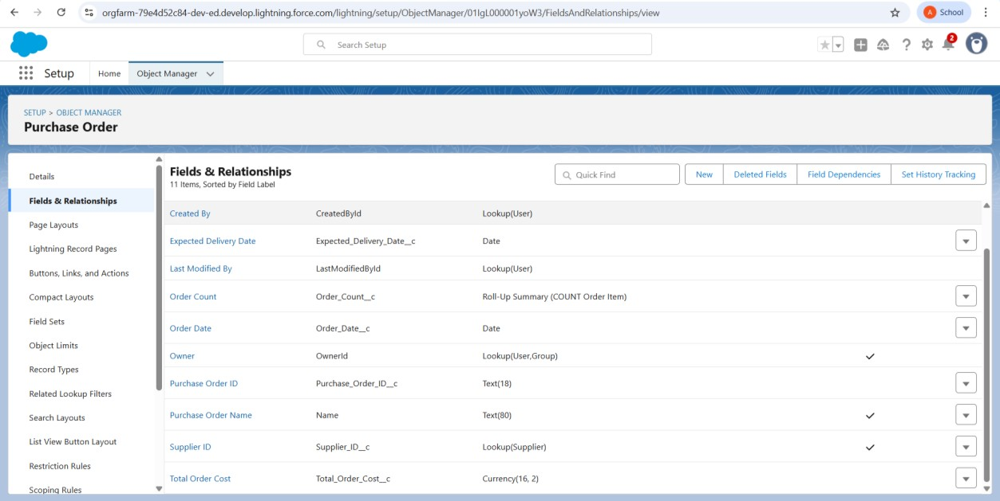 orgfarm-79e4d52c84-dev-ed.develop.lightning.force.com/lightning/setup/ObjectManager/01IgL000001yoW3/FieldsAndRelationships/view
A School
Search Setup
2
Setup Home Object Manager
SETUP > OBJECT MANAGER
Purchase Order
Details
Fields & Relationships
Page Layouts
Lightning Record Pages
Buttons, Links, and Actions
Compact Layouts
Field Sets
Object Limits
Record Types
Related Lookup Filters
Search Layouts
List View Button Layout
Restriction Rules
Scoping Rules
Fields & Relationships
11 Items, Sorted by Field Label
Quick Find New Deleted Fields Field Dependencies Set History Tracking
Created By CreatedById Lookup(User)
Expected Delivery Date Expected_Delivery_Date__c Date
Last Modified By LastModifiedById Lookup(User)
Order Count Order_Count__c Roll-Up Summary (COUNT Order Item)
Order Date Order_Date__c Date
Owner OwnerId Lookup(User,Group)
Purchase Order ID Purchase_Order_ID__c Text(18)
Purchase Order Name Name Text(80)
Supplier ID Supplier_ID__c Lookup(Supplier)
Total Order Cost Total_Order_Cost__c Currency(16, 2)